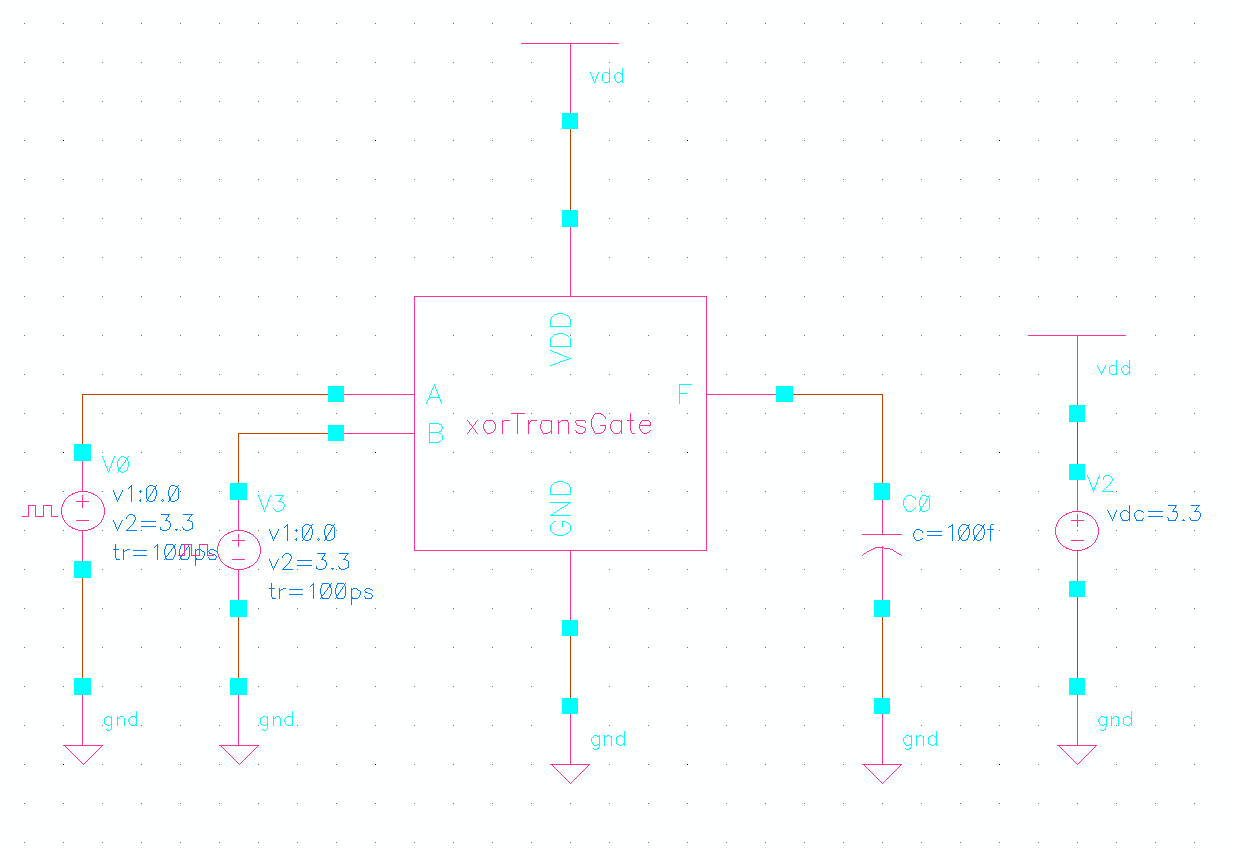 vdd
VDD
vdd
A
F
xorTransGate
B
V0
v1:0.0
v2=3.3
tr=100ps
V3
v1:0.0
v2=3.3
tr=100ps
GND
C0
c=100f
V2
vdc=3.3
gnd
gnd
gnd
gnd
gnd